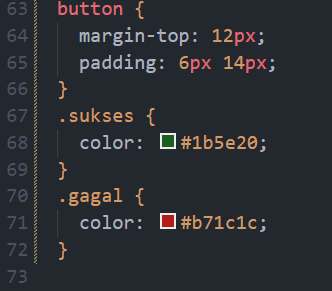 63 button {
64   margin-top: 12px;
65   padding: 6px 14px;
66 }
67 .sukses {
68   color: #1b5e20;
69 }
70 .gagal {
71   color: #b71c1c;
72 }
73